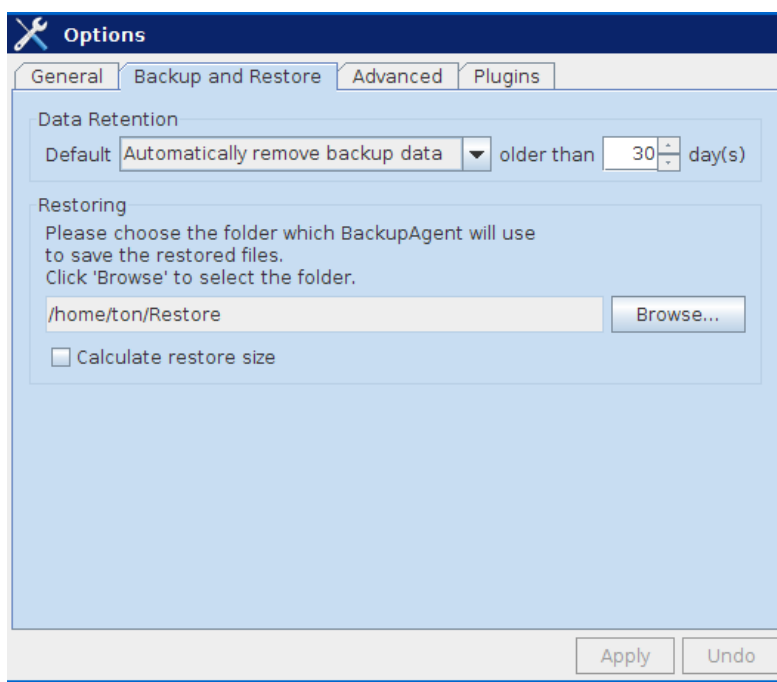 Options
General Backup and Restore Advanced Plugins
Data Retention
Default Automatically remove backup data older than 30 day(s)
Restoring
Please choose the folder which BackupAgent will use
to save the restored files.
Click 'Browse' to select the folder.
/home/ton/Restore Browse...
Calculate restore size
Apply Undo